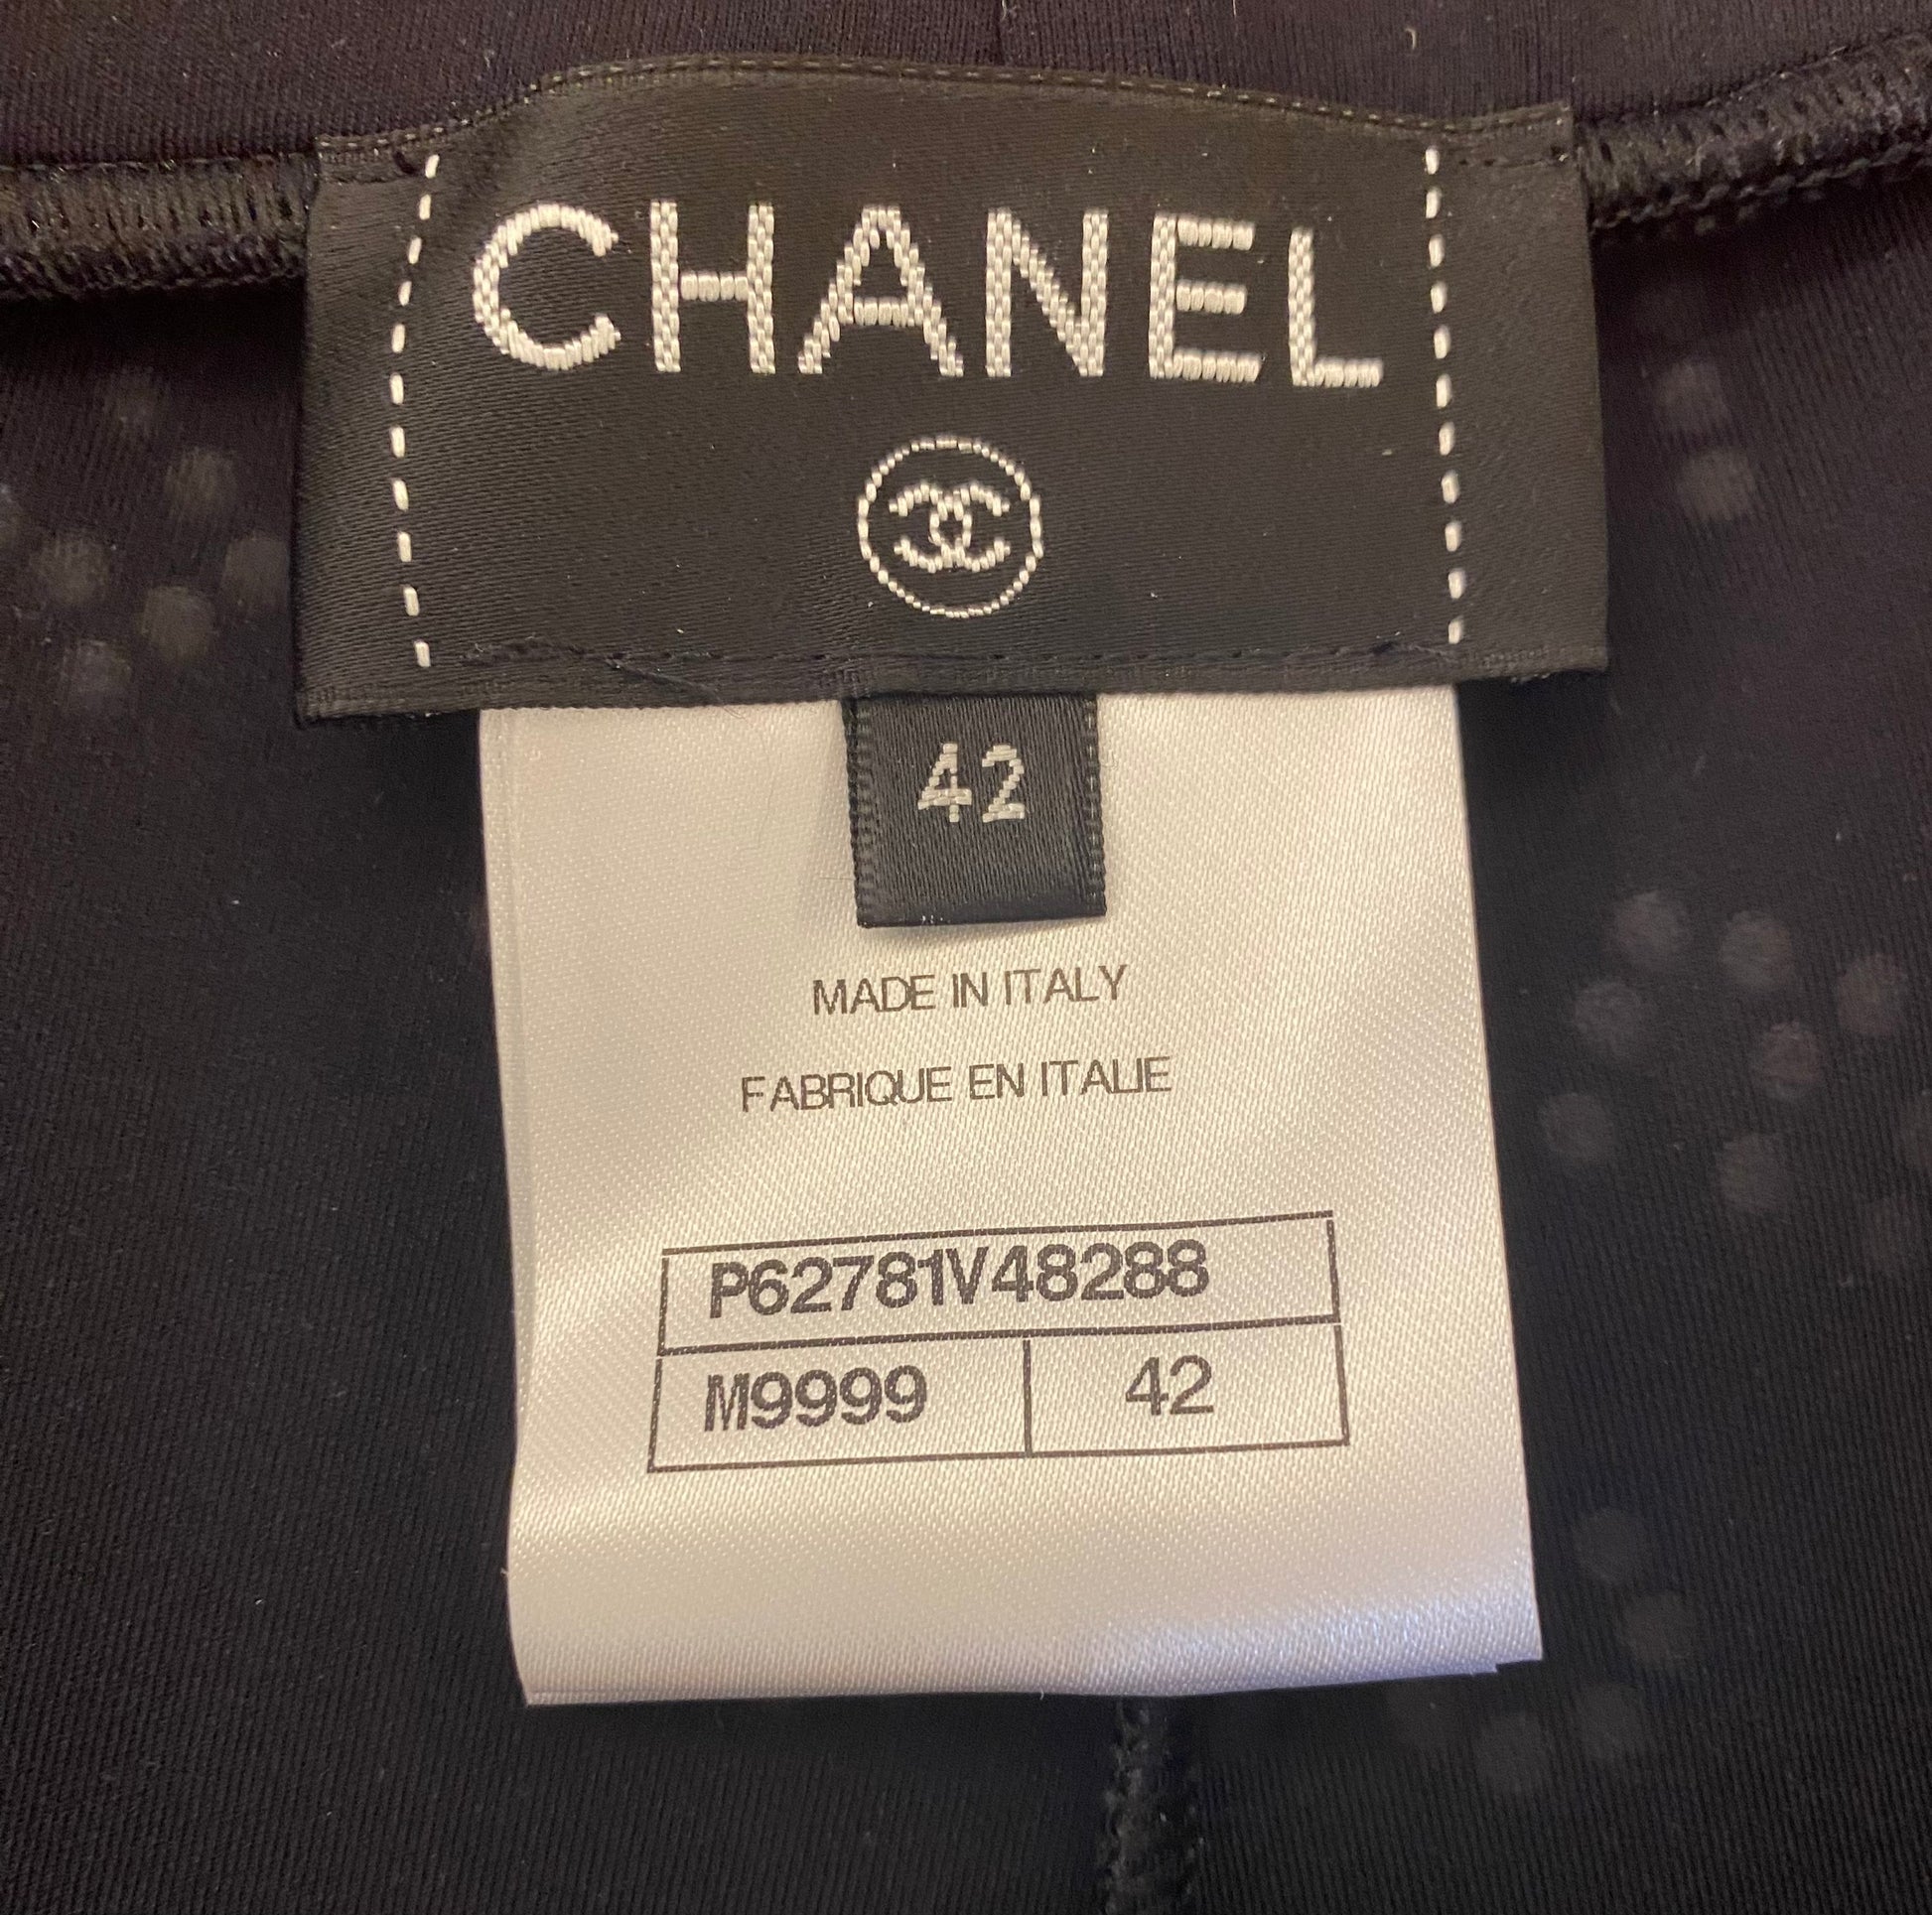 CHANEL
42
MADE IN ITALY
FABRIQUE EN ITALIE
P62781V48288
M9999 42